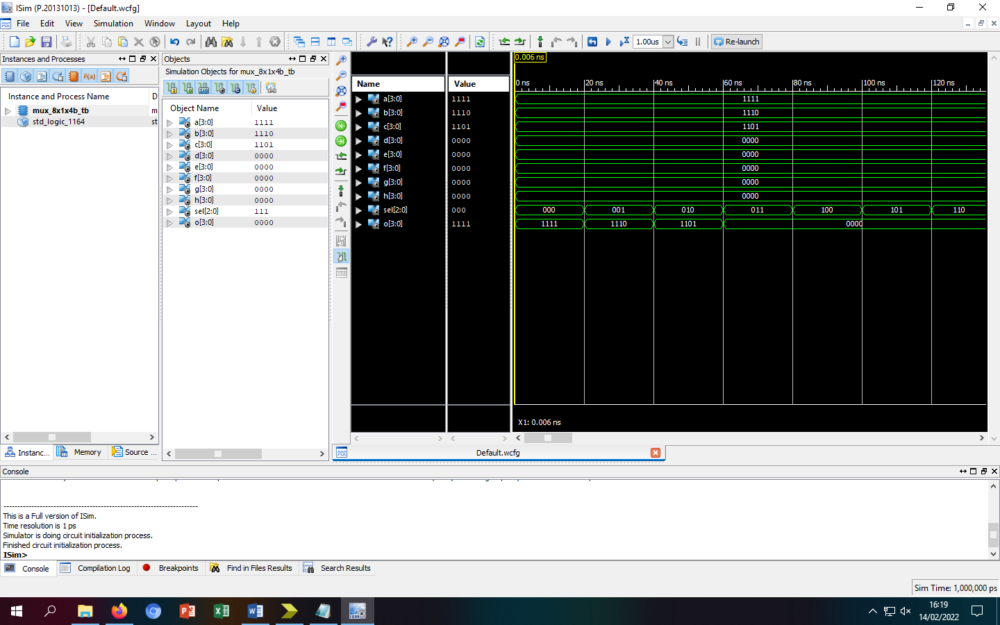 ISim (P.20131013) - [Default.wcfg]
File Edit View Simulation Window Layout Help
1.00us
Re-launch
Instances and Processes
Instance and Process Name D
mux_8x1x4b_tb m
std_logic_1164 st
Instanc... Memory Source ...
Objects
Simulation Objects for mux_8x1x4b_tb
Object Name Value
a[3:0] 1111
b[3:0] 1110
c[3:0] 1101
d[3:0] 0000
e[3:0] 0000
f[3:0] 0000
g[3:0] 0000
h[3:0] 0000
sel[2:0] 111
o[3:0] 0000
0.006 ns
Name Value 0 ns 20 ns 40 ns 60 ns 80 ns 100 ns 120 ns
a[3:0] 1111 1111
b[3:0] 1110 1110
c[3:0] 1101 1101
d[3:0] 0000 0000
e[3:0] 0000 0000
f[3:0] 0000 0000
g[3:0] 0000 0000
h[3:0] 0000 0000
sel[2:0] 000 000 001 010 011 100 101 110
o[3:0] 1111 1111 1110 1101 0000
X1: 0.006 ns
Default.wcfg
Console
This is a Full version of ISim.
Time resolution is 1 ps
Simulator is doing circuit initialization process.
Finished circuit initialization process.
ISim>
Console Compilation Log Breakpoints Find in Files Results Search Results
Sim Time: 1,000,000 ps
16:19
14/02/2022